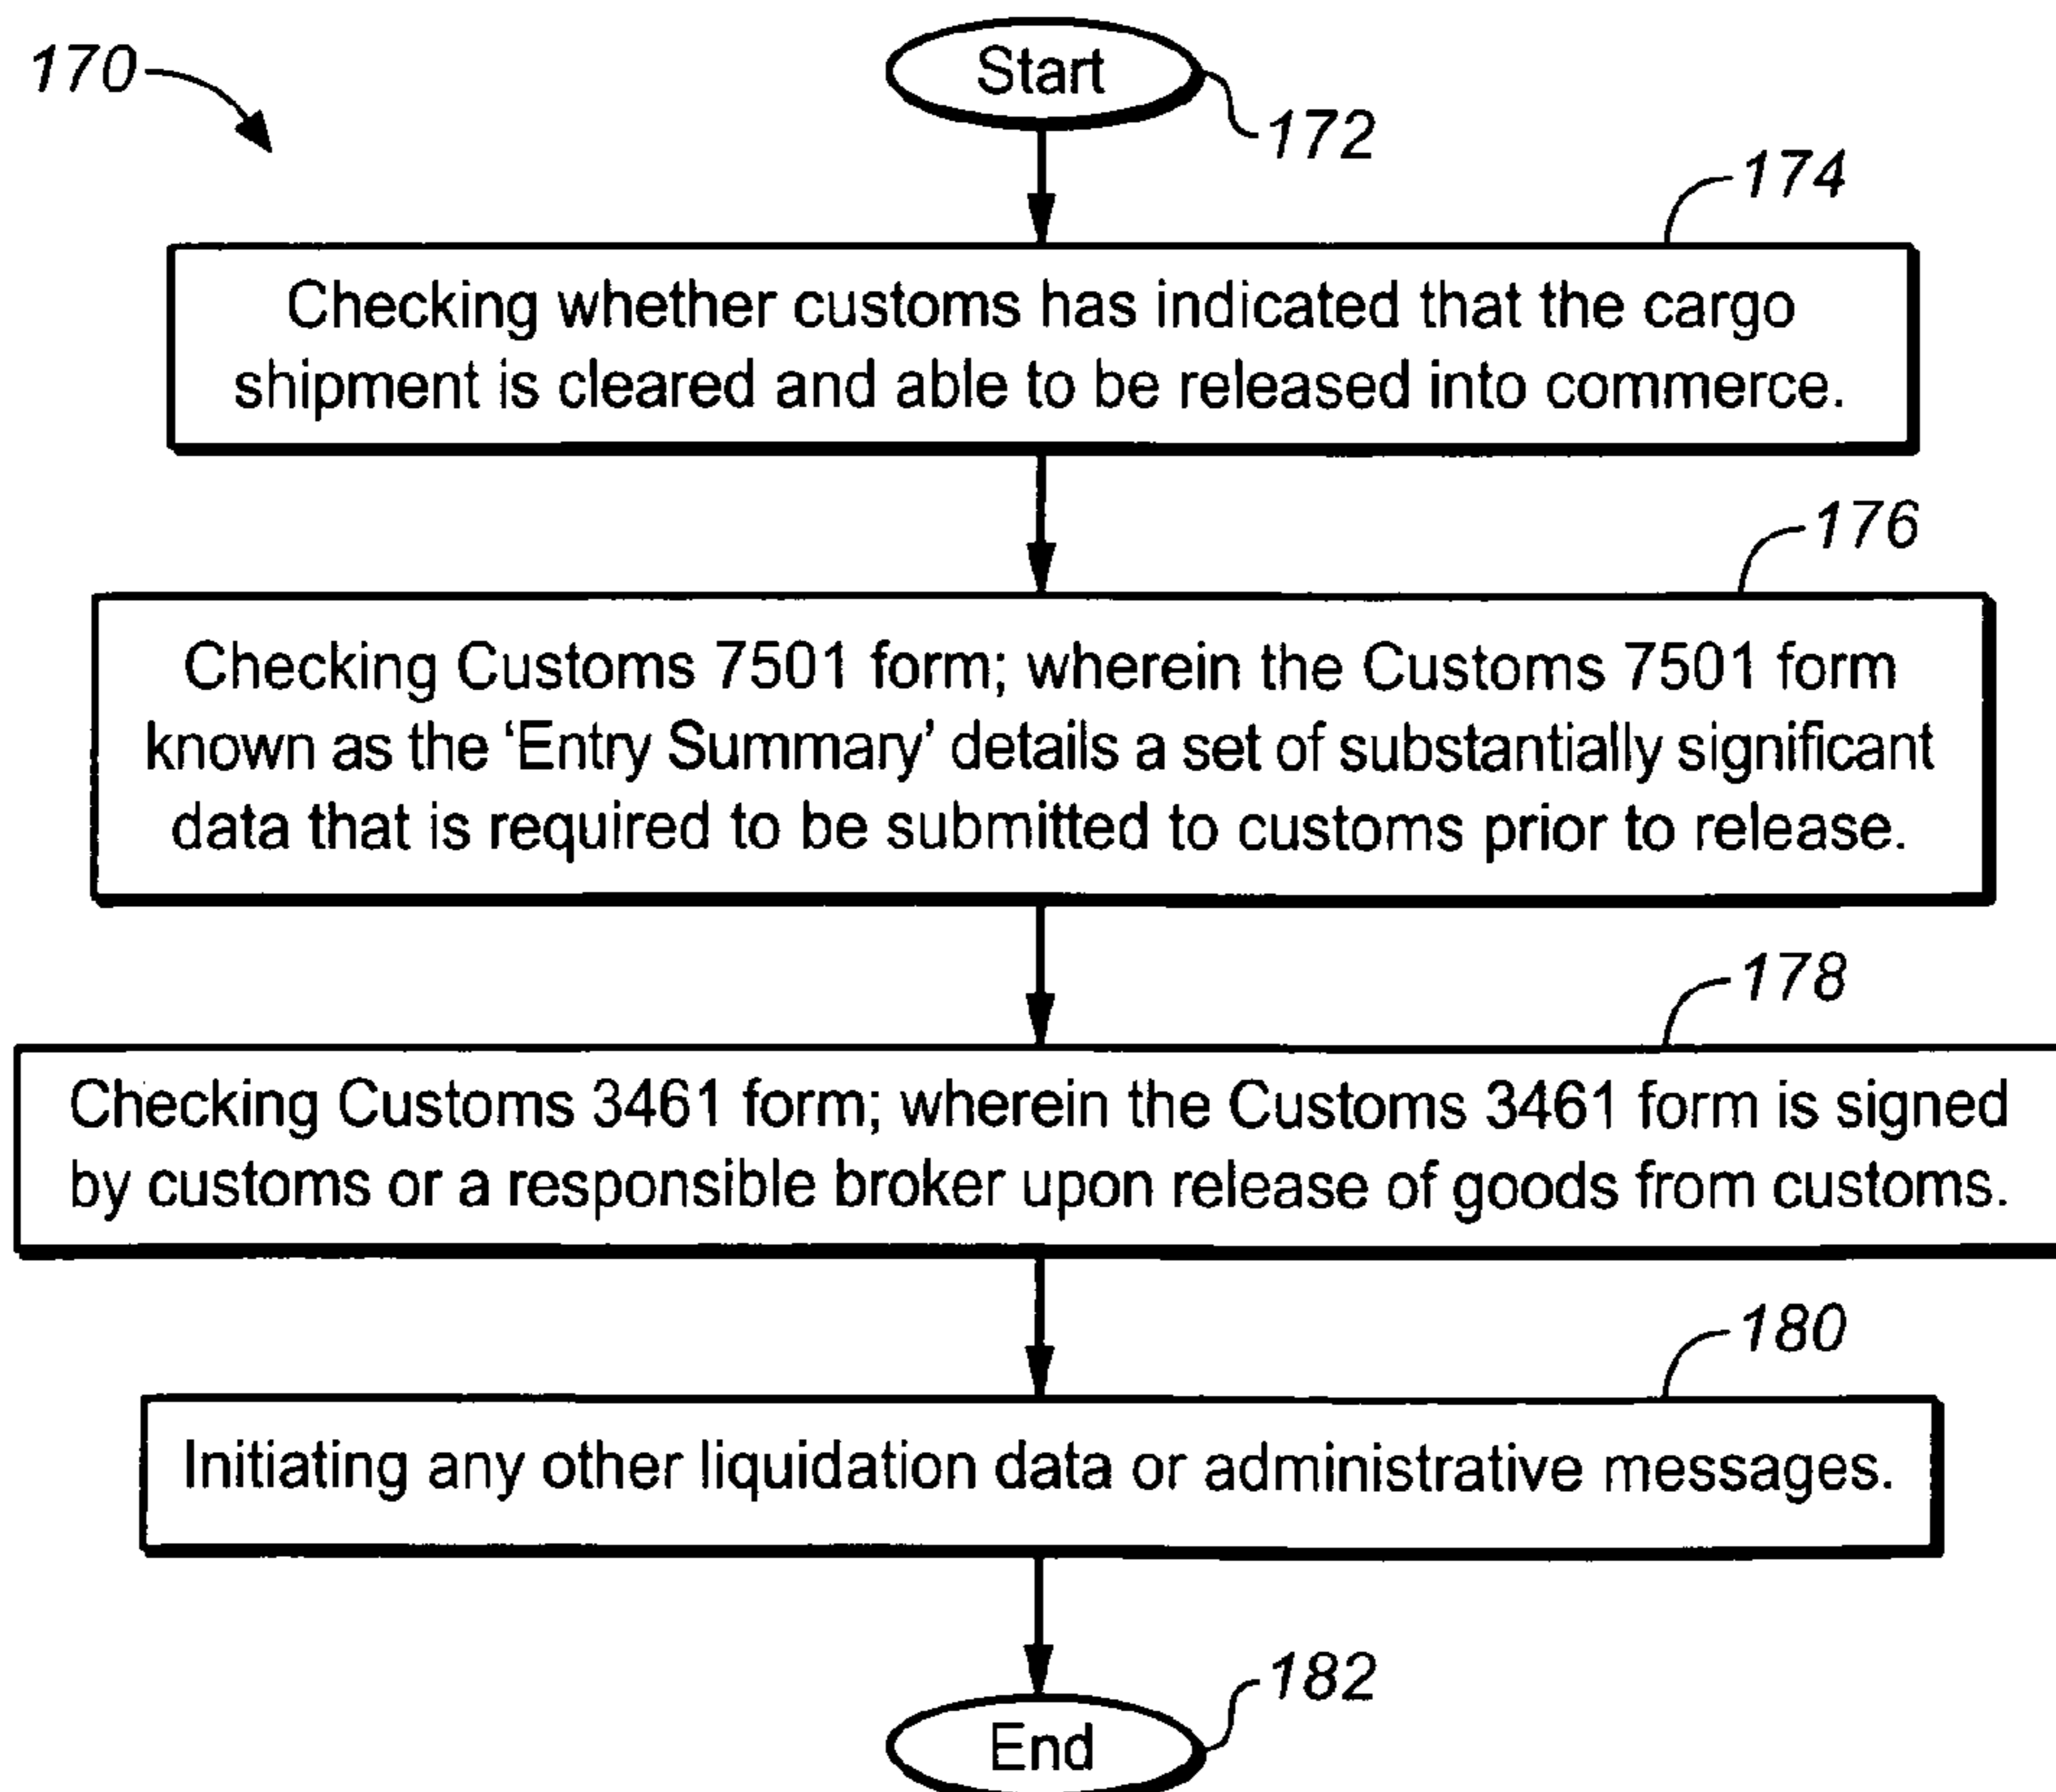 170
Start
172
174
Checking whether customs has indicated that the cargo
shipment is cleared and able to be released into commerce.
176
Checking Customs 7501 form; wherein the Customs 7501 form
known as the ‘Entry Summary’ details a set of substantially significant
data that is required to be submitted to customs prior to release.
178
Checking Customs 3461 form; wherein the Customs 3461 form is signed
by customs or a responsible broker upon release of goods from customs.
180
Initiating any other liquidation data or administrative messages.
182
End